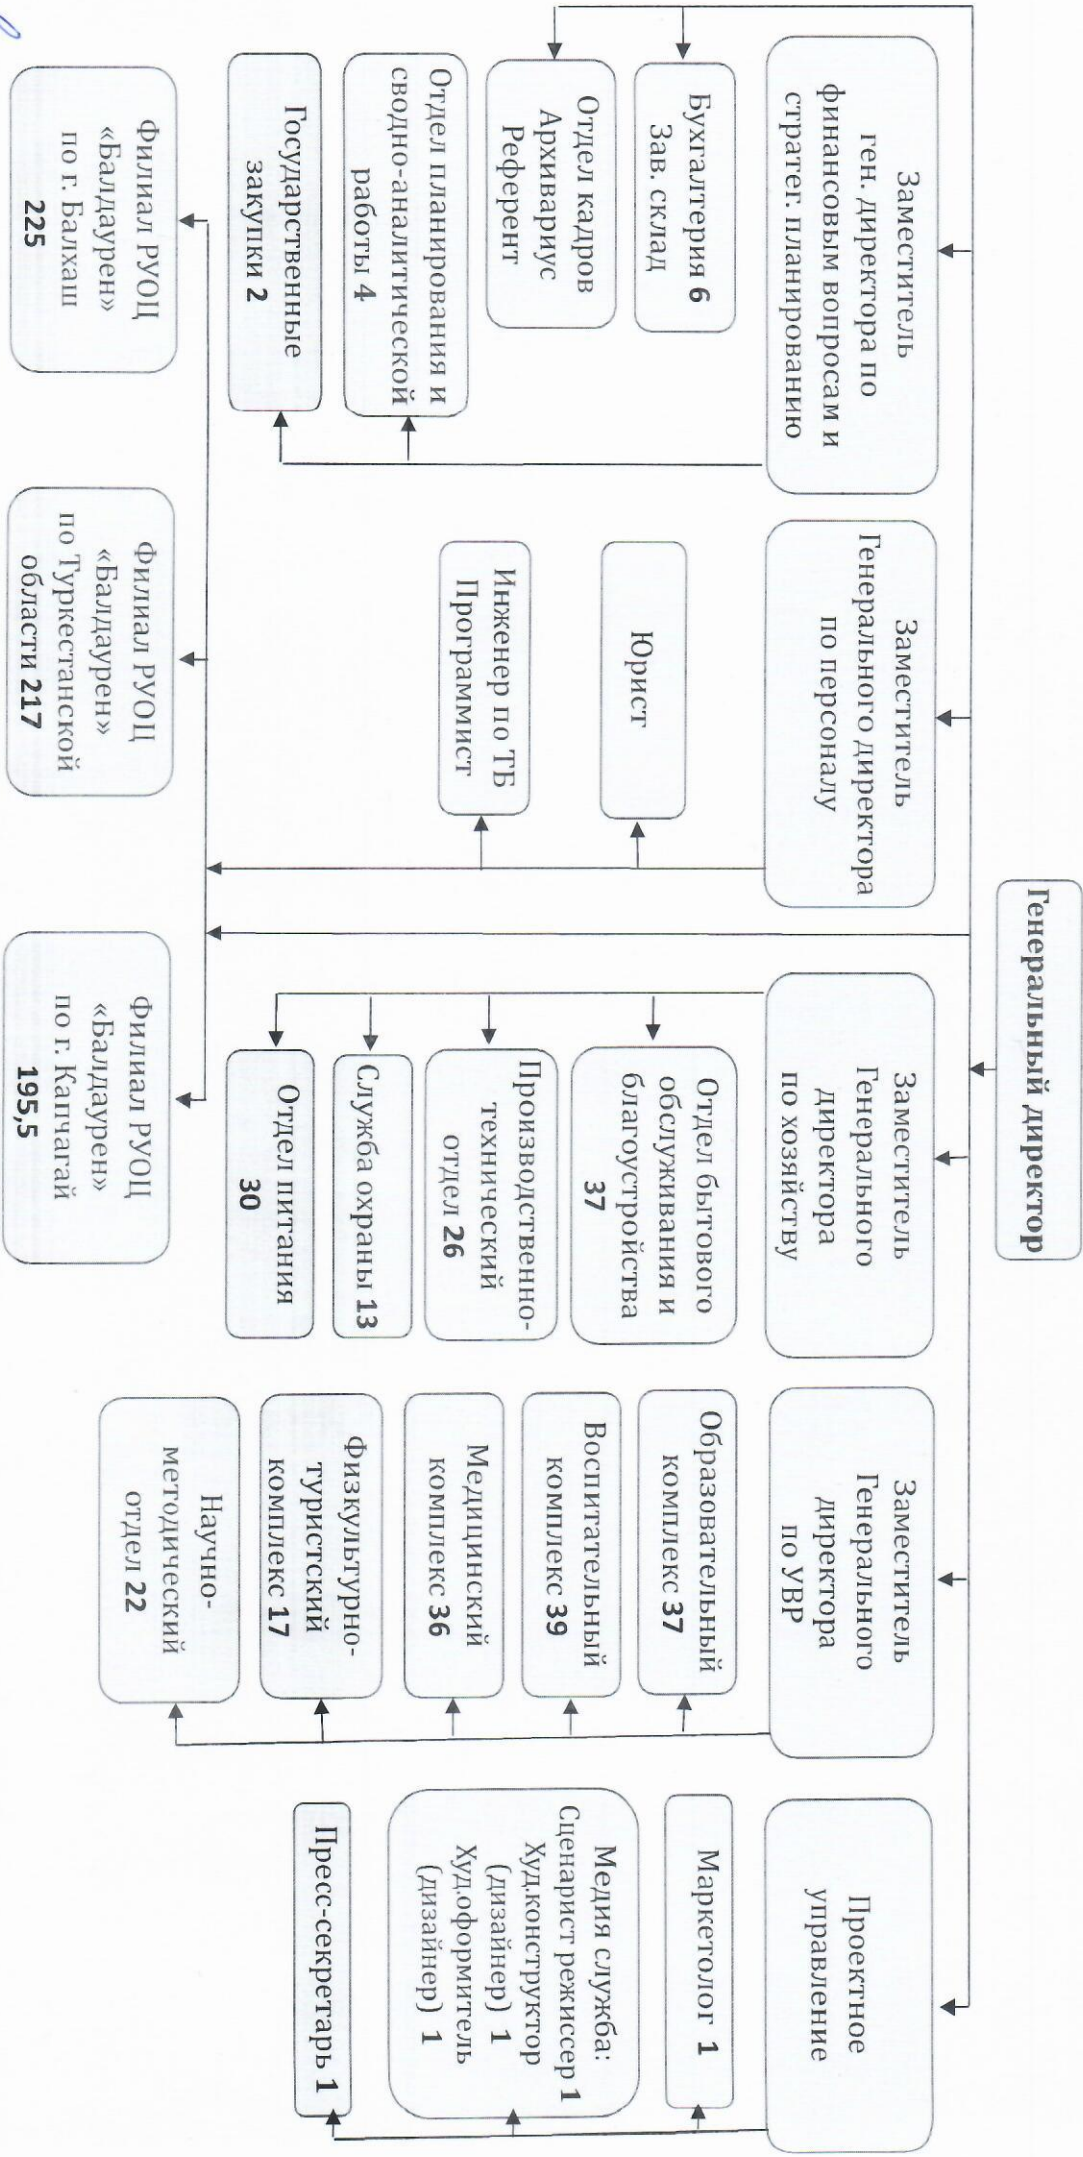 Генеральный директор
Заместитель
ген. директора по
финансовым вопросам и
стратег. планированию
Заместитель
Генерального директора
по персоналу
Заместитель
Генерального
директора
по хозяйству
Заместитель
Генерального
директора
по УВР
Проектное
управление
Бухгалтерия 6
Зав. склад
Отдел кадров
Архивариус
Референт
Отдел планирования и
сводно-аналитической
работы 4
Государственные
закупки 2
Юрист
Инженер по ТБ
Программист
Отдел бытового
обслуживания и
благоустройства
37
Производственно-
технический
отдел 26
Служба охраны 13
Отдел питания
30
Образовательный
комплекс 37
Воспитательный
комплекс 39
Медицинский
комплекс 36
Физкультурно-
туристский
комплекс 17
Научно-
методический
отдел 22
Маркетолог 1
Медия служба:
Сценарист режиссер 1
Худ.конструктор
(дизайнер) 1
Худ.оформитель
(дизайнер) 1
Пресс-секретарь 1
Филиал РУОЦ
«Балдаурен»
по г. Балхаш
225
Филиал РУОЦ
«Балдаурен»
по Туркестанской
области 217
Филиал РУОЦ
«Балдаурен»
по г. Капчагай
195,5